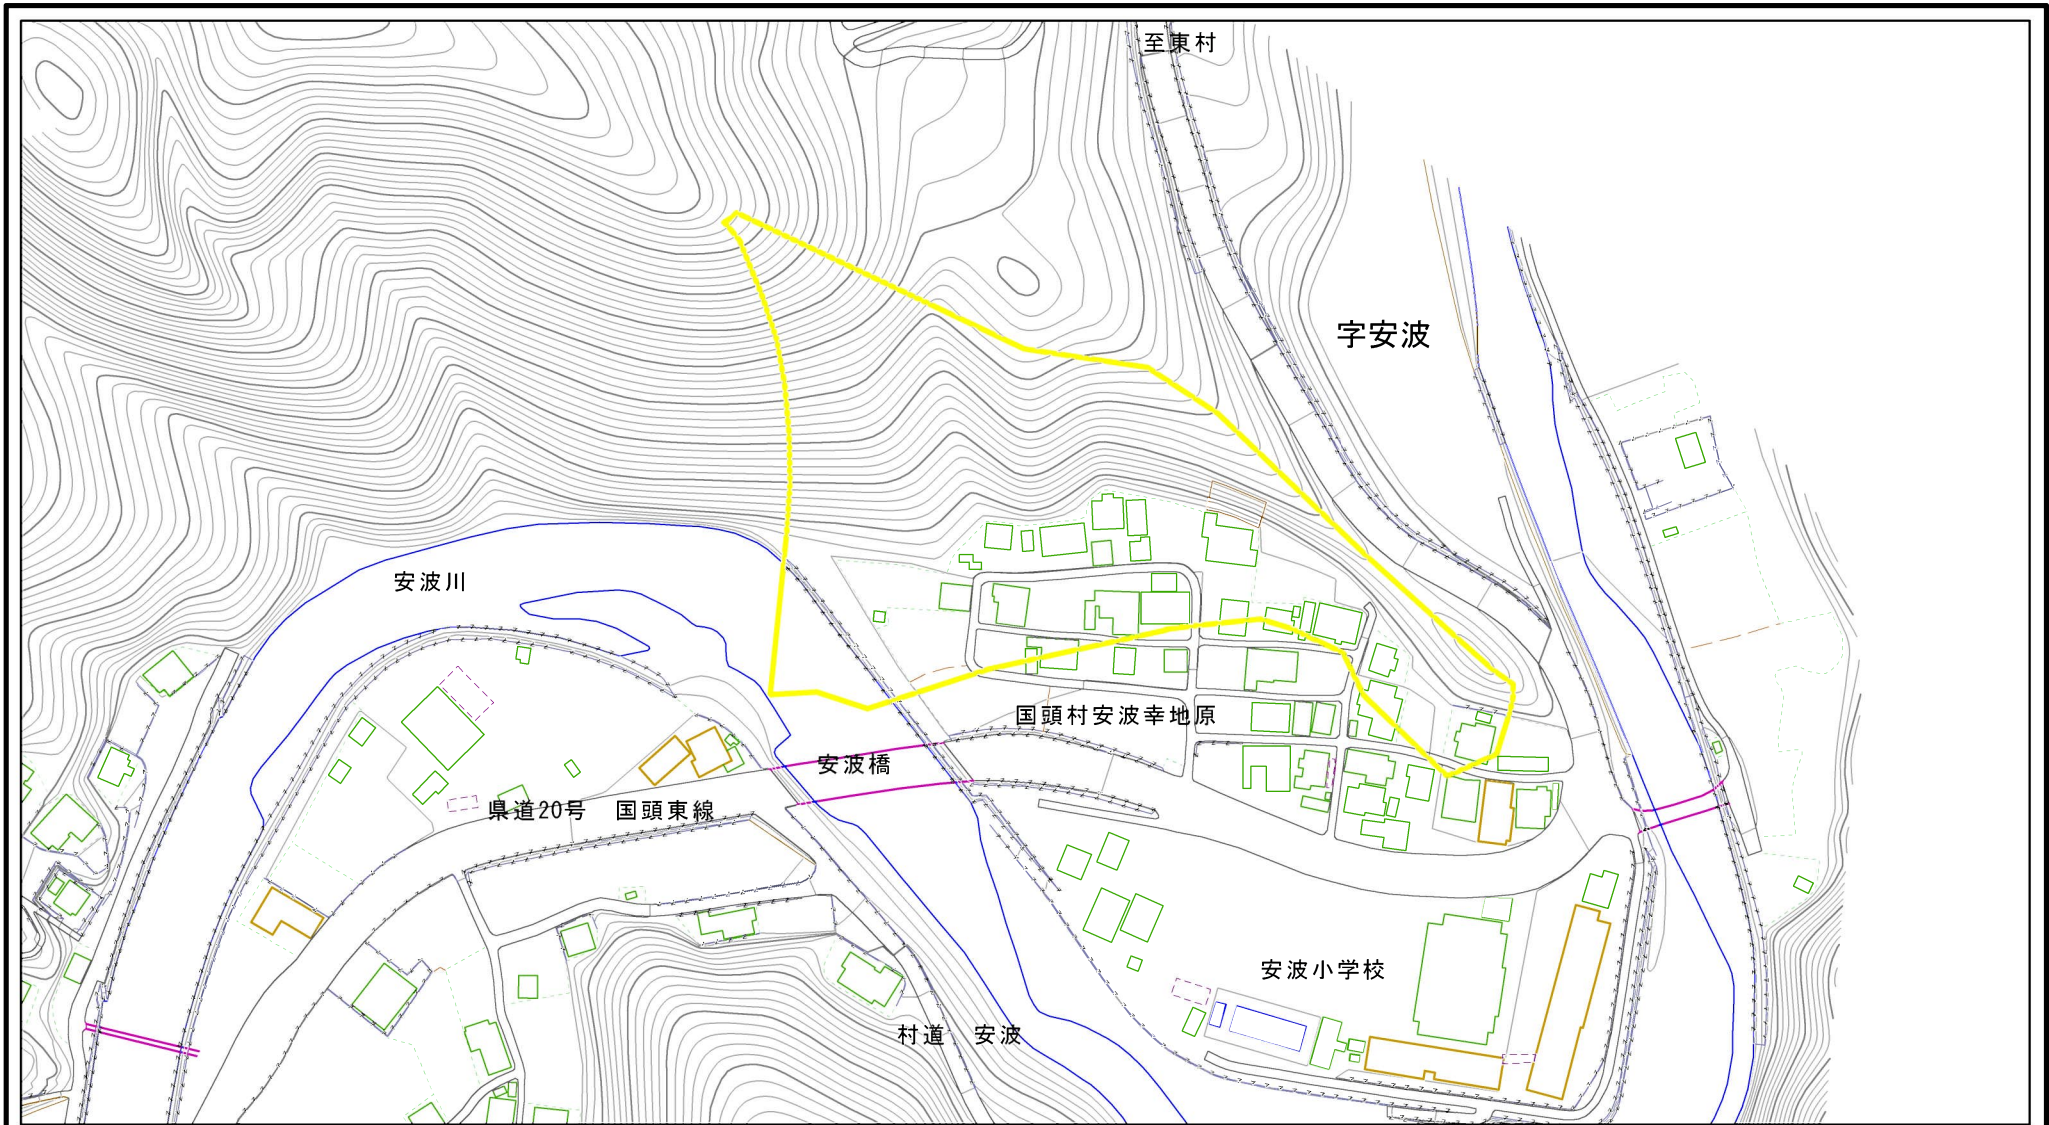 至東村
字安波
安波川
国頭村安波幸地原
安波橋
県道20号　国頭東線
安波小学校
村道　安波